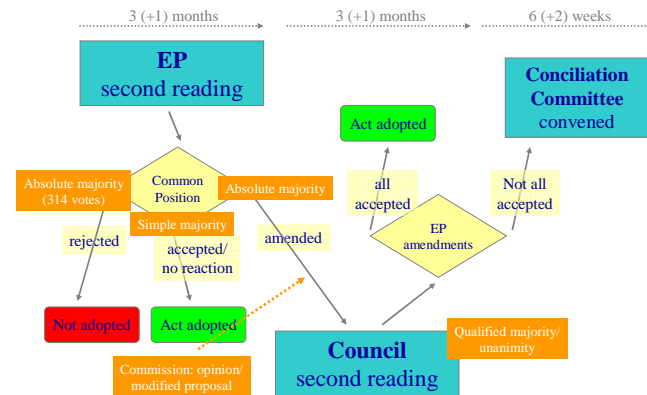 3 (+1) months
3 (+1) months
6 (+2) weeks
EP
second reading
Conciliation
Committee
convened
Act adopted
Absolute majority
(314 votes)
Common
Position
Absolute majority
Simple majority
rejected
accepted/
no reaction
amended
all
accepted
Not all
accepted
EP
amendments
Not adopted
Act adopted
Council
second reading
Qualified majority/
unanimity
Commission: opinion/
modified proposal